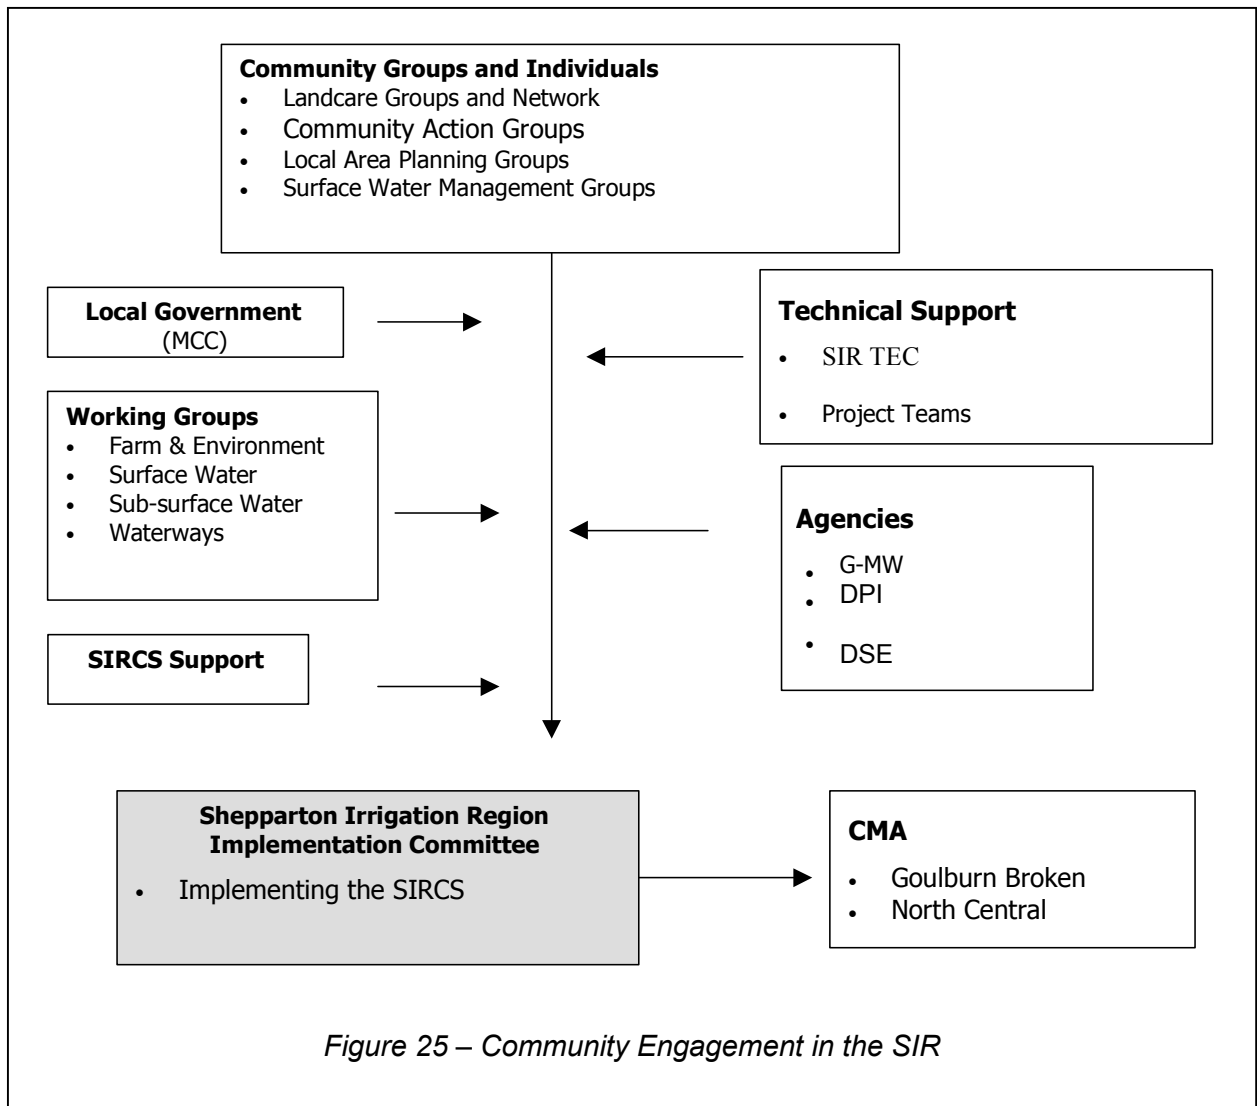 Community Groups and Individuals
• Landcare Groups and Network
• Community Action Groups
• Local Area Planning Groups
• Surface Water Management Groups
Local Government
(MCC)
Technical Support
• SIR TEC
• Project Teams
Working Groups
• Farm & Environment
• Surface Water
• Sub-surface Water
• Waterways
Agencies
• G-MW
• DPI
• DSE
SIRCS Support
Shepparton Irrigation Region
Implementation Committee
• Implementing the SIRCS
CMA
• Goulburn Broken
• North Central
Figure 25 – Community Engagement in the SIR